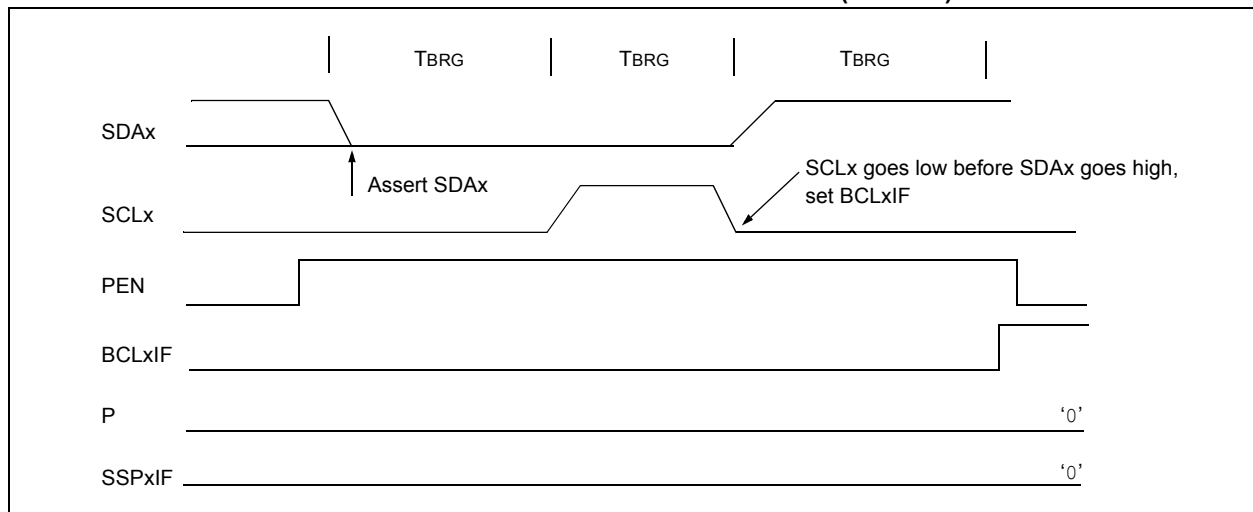 TBRG TBRG TBRG
SDAx
Assert SDAx
SCLx goes low before SDAx goes high,
set BCLxIF
SCLx
PEN
BCLxIF
P
‘0’
SSPxIF
‘0’